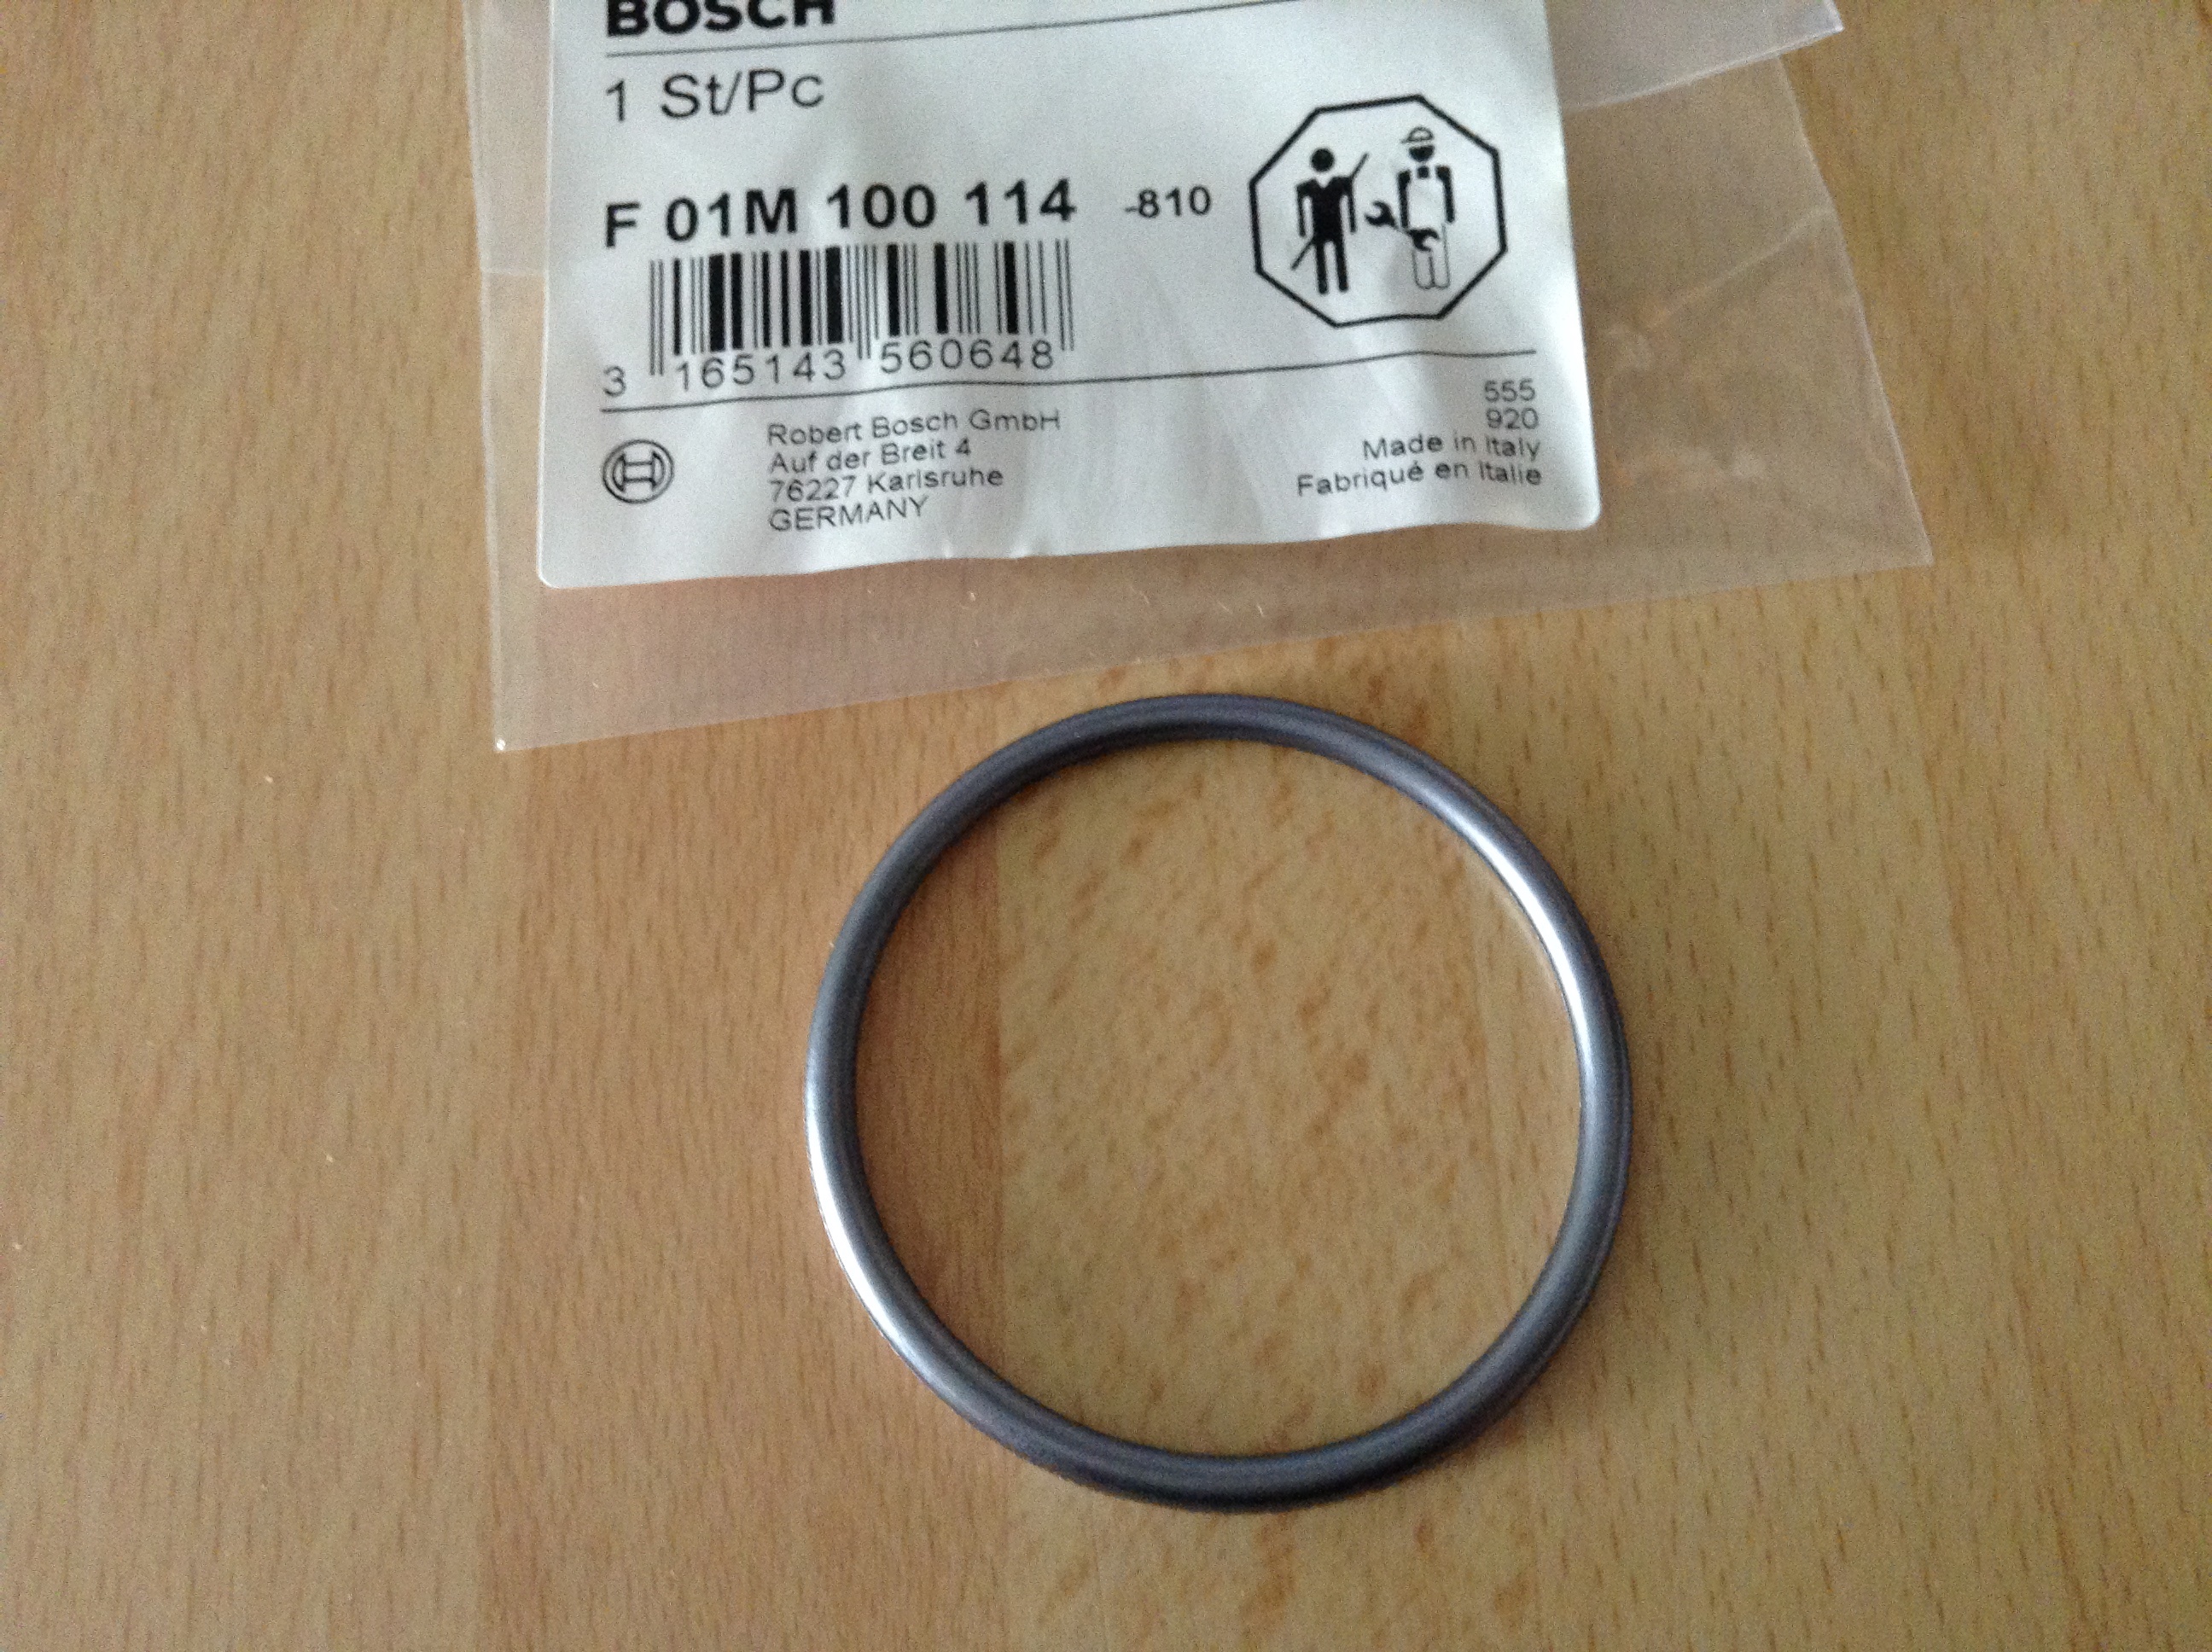 BOSCH
1 St/Pc
F 01M 100 114 -810
3 165143 560648
Robert Bosch GmbH
Auf der Breit 4
76227 Karlsruhe
GERMANY
555
920
Made in Italy
Fabriqué en Italie